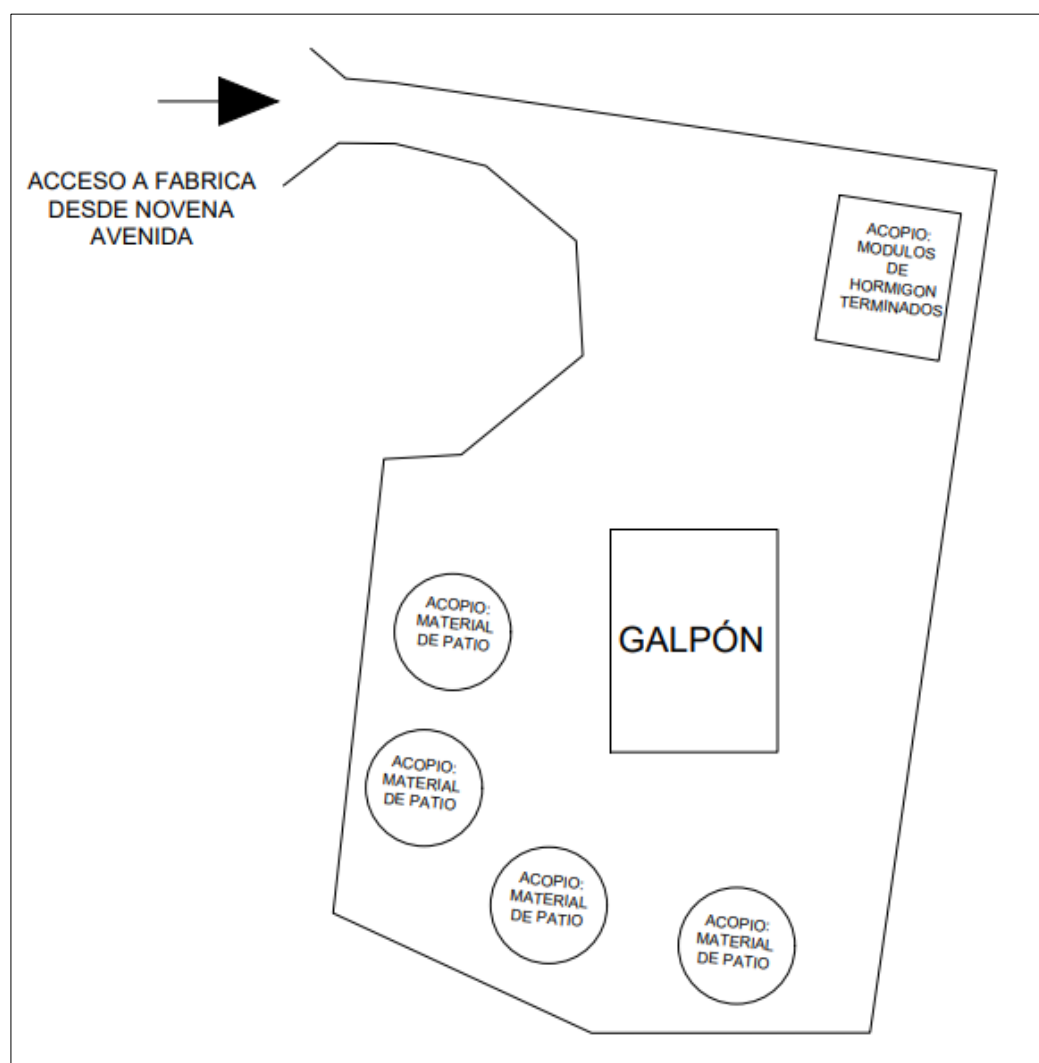 ACCESO A FABRICA
DESDE NOVENA
AVENIDA
ACOPIO:
MODULOS
DE
HORMIGON
TERMINADOS
GALPÓN
ACOPIO:
MATERIAL
DE PATIO
ACOPIO:
MATERIAL
DE PATIO
ACOPIO:
MATERIAL
DE PATIO
ACOPIO:
MATERIAL
DE PATIO